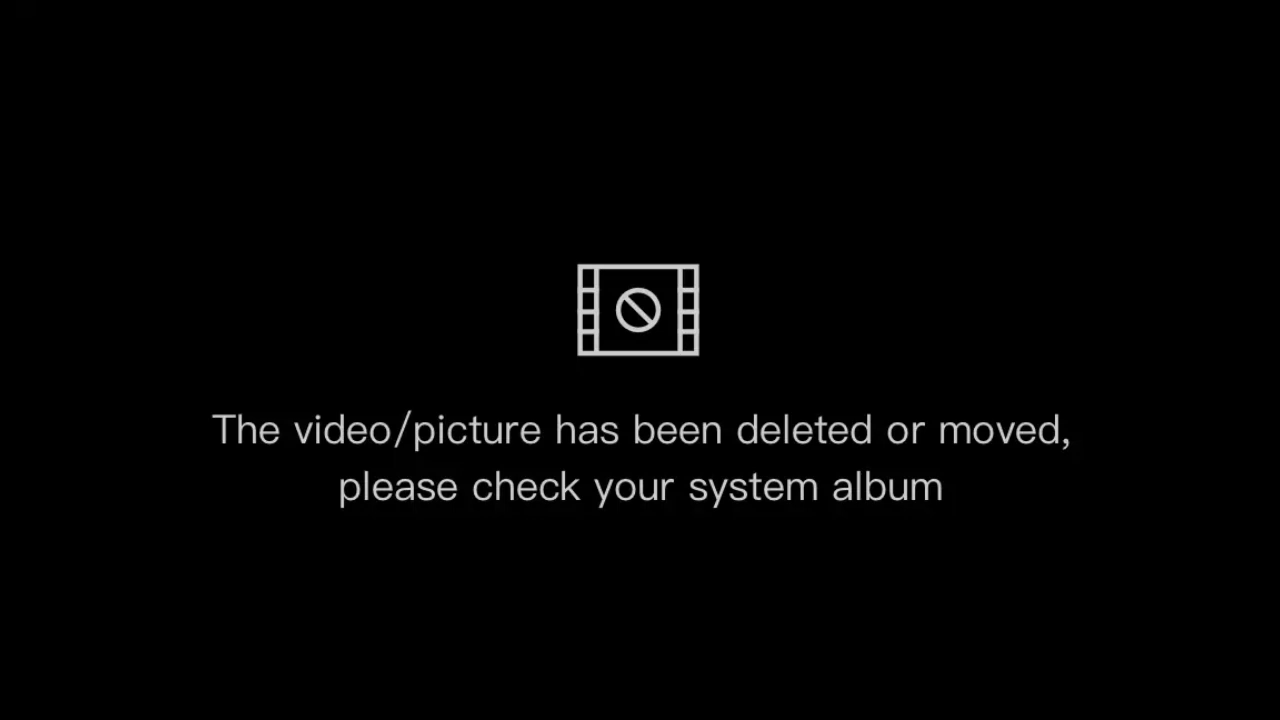 The video/picture has been deleted or moved,
please check your system album